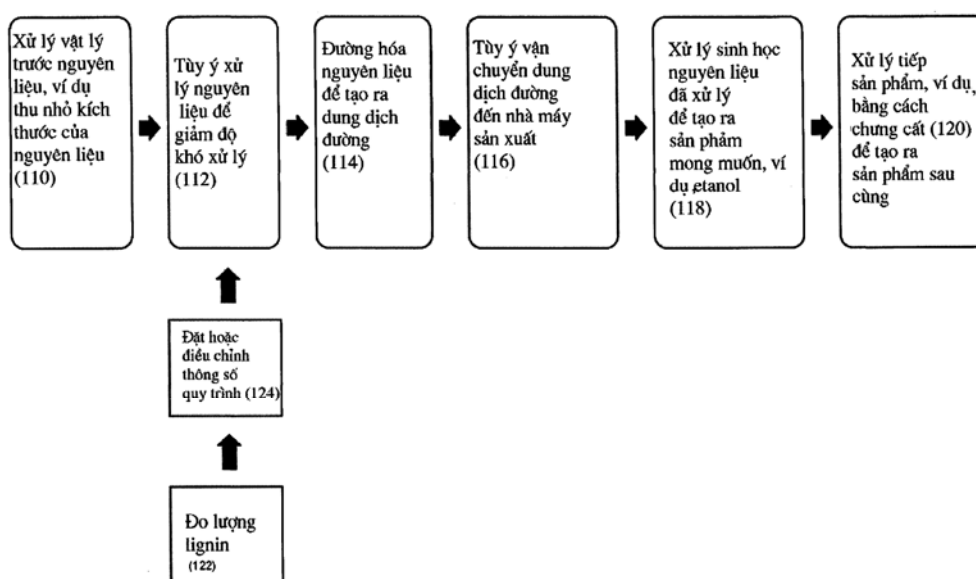 Xử lý vật lý
trước nguyên
liệu, ví dụ
thu nhỏ kích
thước của
nguyên liệu
(110)
Tùy ý xử
lý nguyên
liệu để
giảm độ
khó xử lý
(112)
Đường hóa
nguyên liệu
để tạo ra
dung dịch
đường
(114)
Tùy ý vận
chuyển dung
dịch đường
đến nhà máy
sản xuất
(116)
Xử lý sinh học
nguyên liệu
đã xử lý
để tạo ra
sản phảm
mong muốn, ví
dụ etanol
(118)
Xử lý tiếp
sản phẩm, ví dụ,
bằng cách
chưng cất (120)
để tạo ra
sản phẩm sau
cùng
Đặt hoặc
điều chỉnh
thông số
quy trình (124)
Đo lượng
lignin
(122)